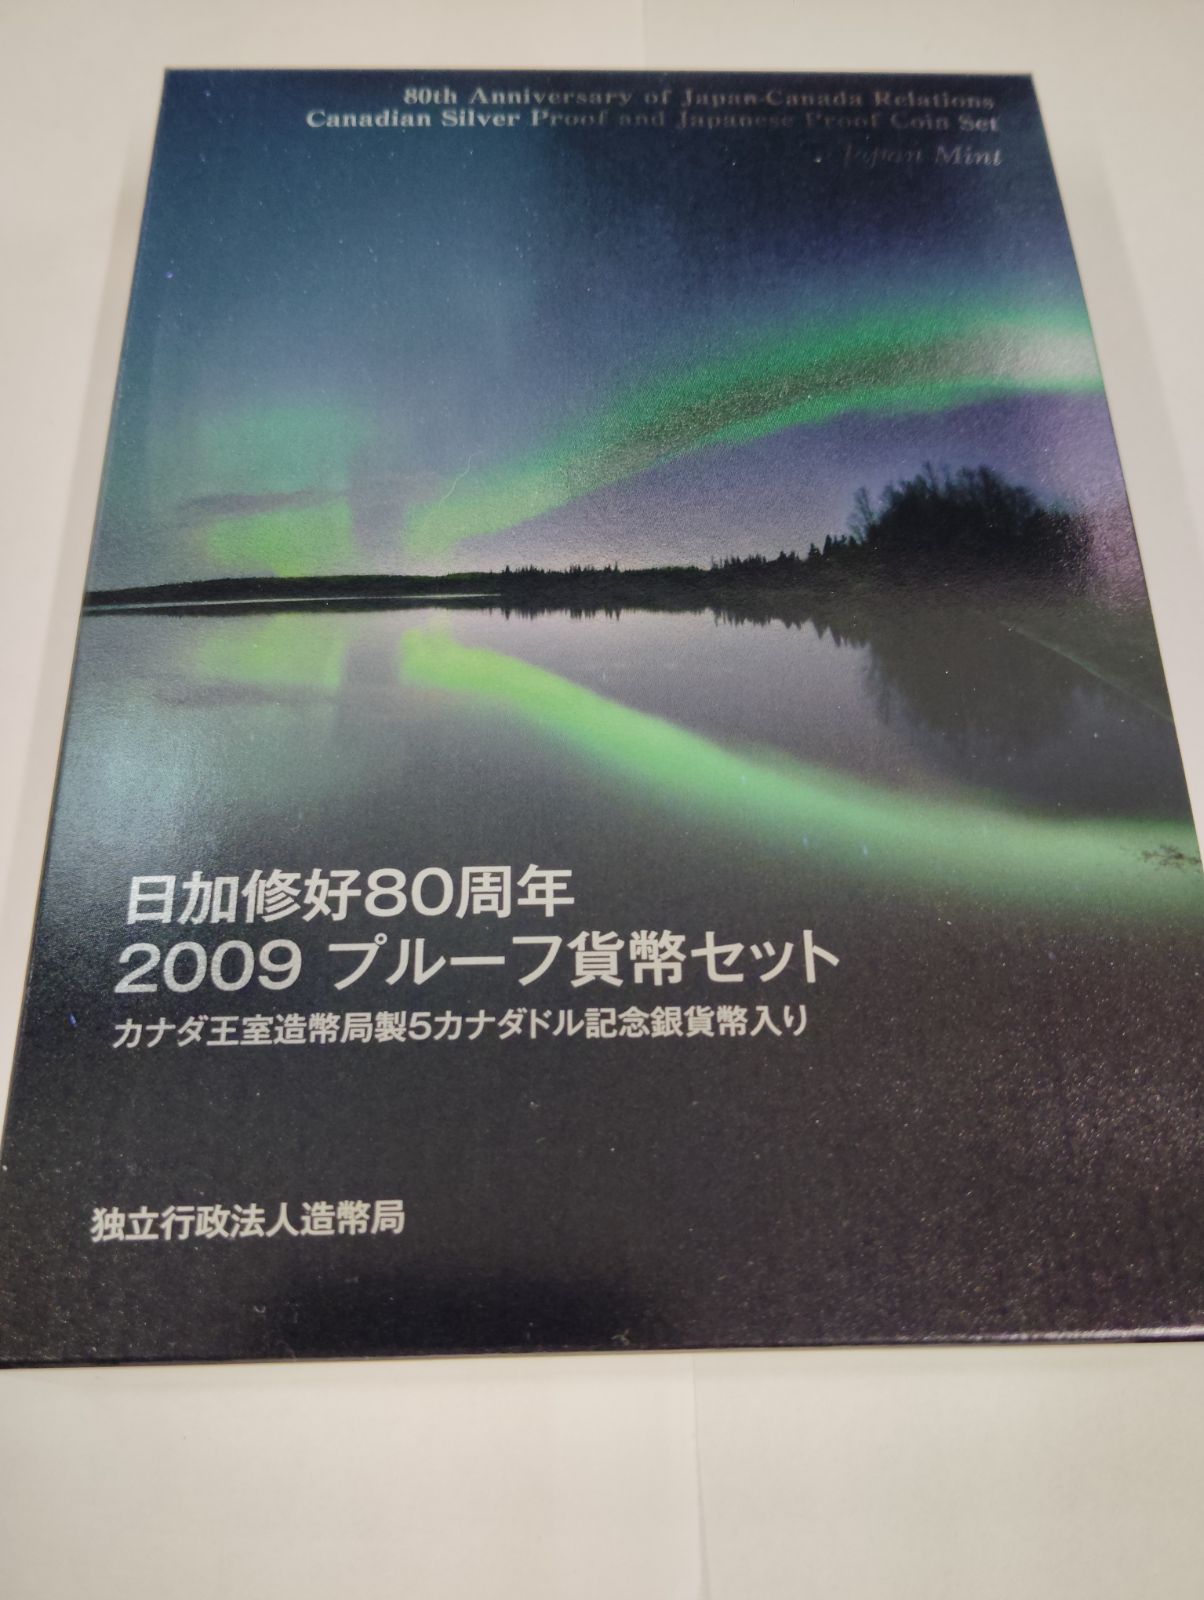 80th Anniversary of Japan-Canada Relations
Canadian Silver Proof and Japanese Proof Coin Set
Japan Mint
日加修好80周年
2009 プルーフ貨幣セット
カナダ王室造幣局製5カナダドル記念銀貨幣入り
独立行政法人造幣局